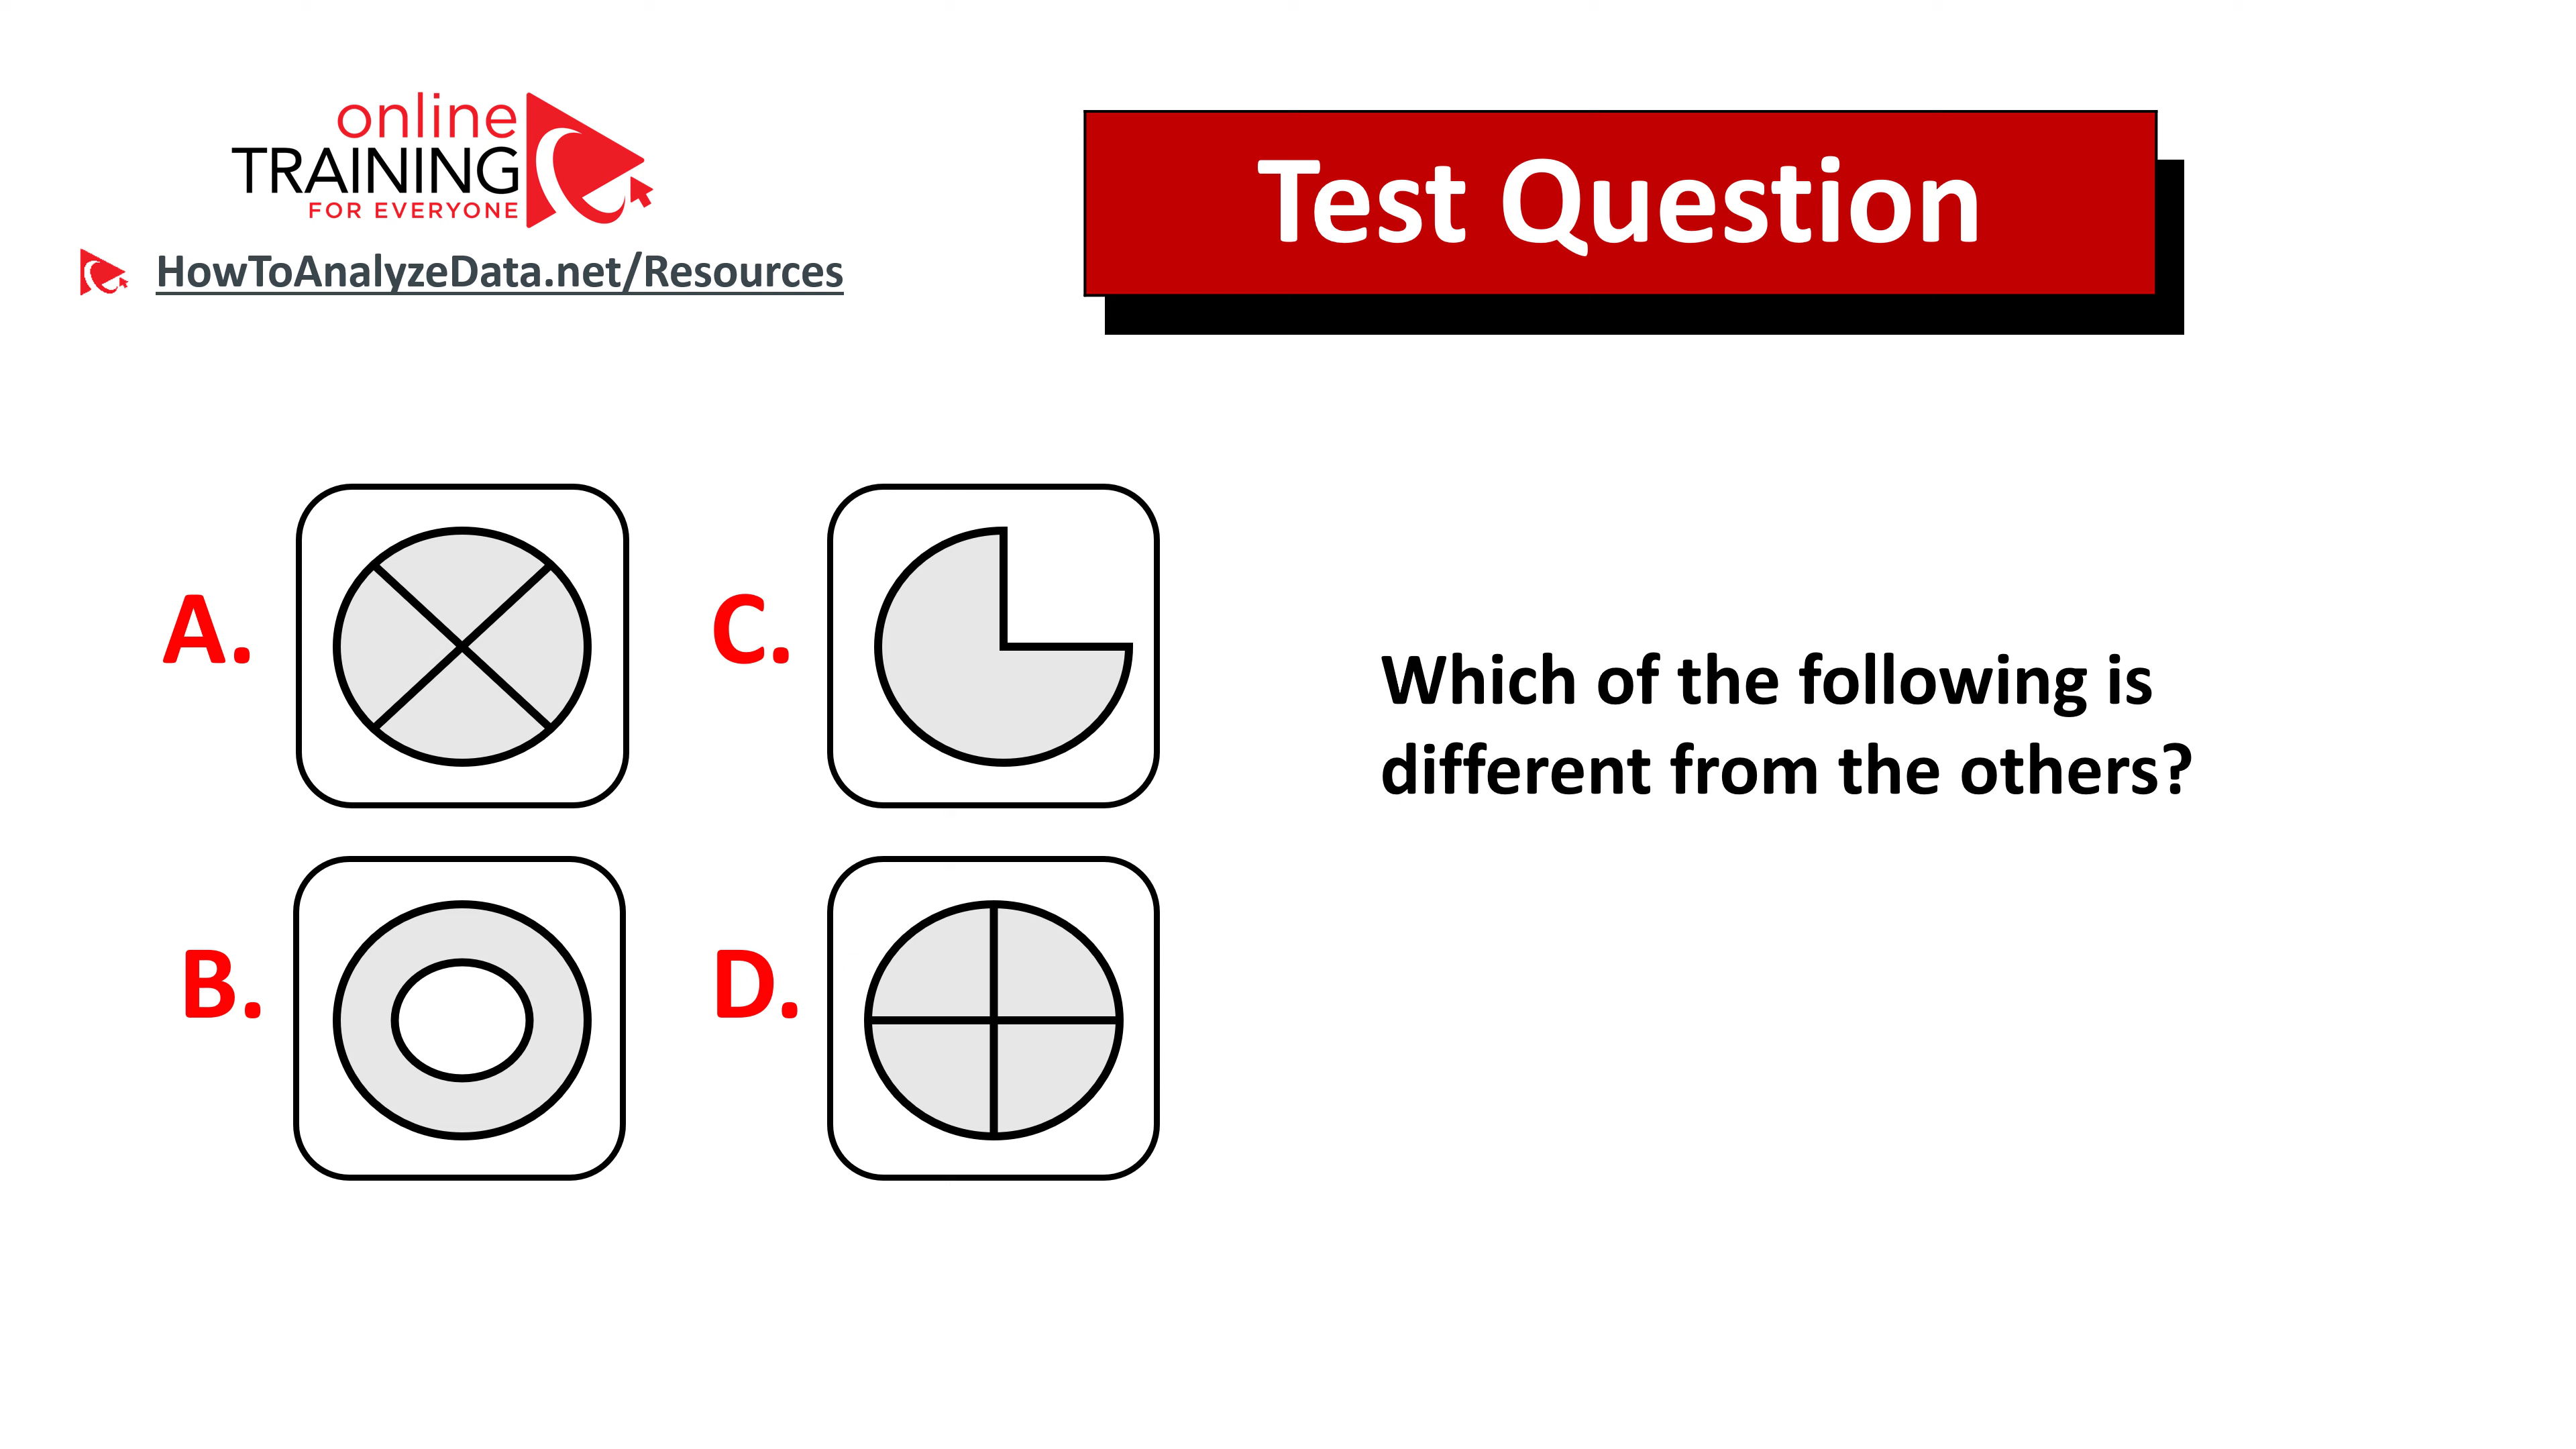 online
TRAINING
FOR EVERYONE
HowToAnalyzeData.net/Resources
Test Question
A.
C.
B.
D.
Which of the following is
different from the others?